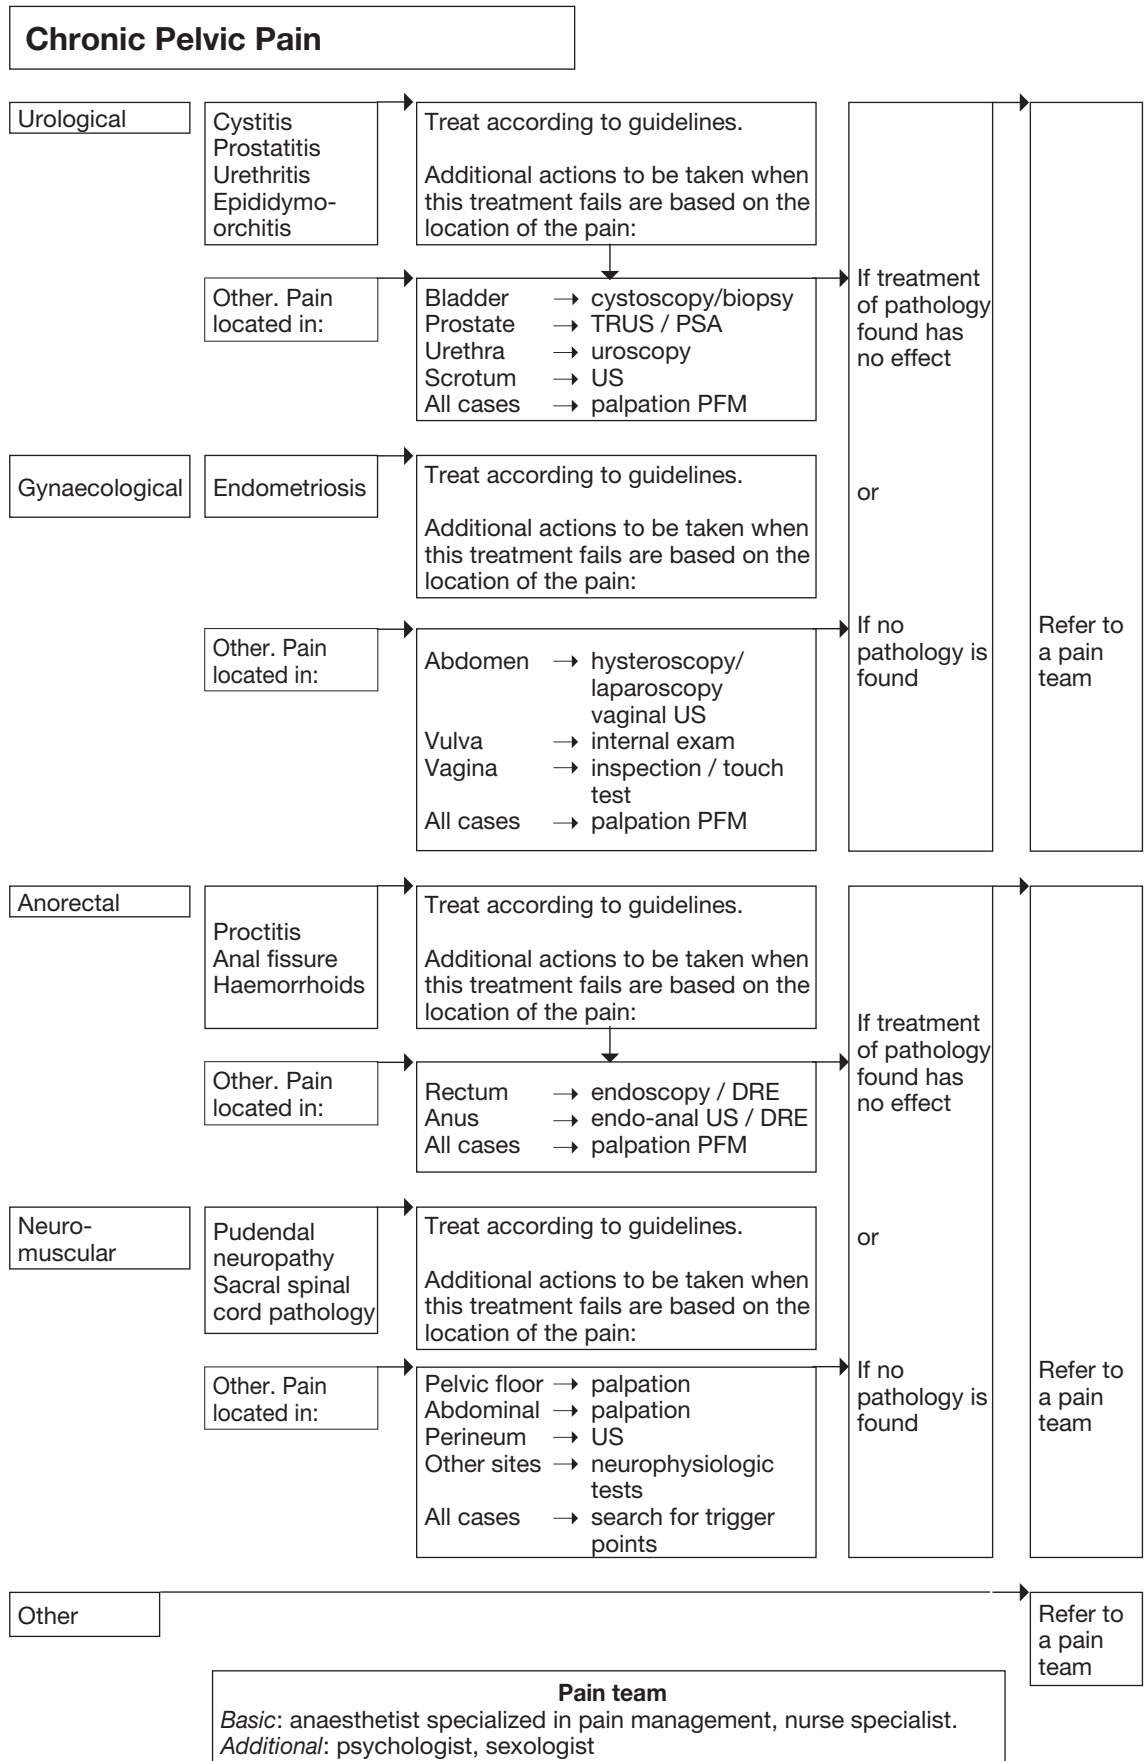 Chronic Pelvic Pain
Urological
Cystitis
Prostatitis
Urethritis
Epididymo-
orchitis
Treat according to guidelines.
Additional actions to be taken when
this treatment fails are based on the
location of the pain:
Other. Pain
located in:
Bladder → cystoscopy/biopsy
Prostate → TRUS / PSA
Urethra → uroscopy
Scrotum → US
All cases → palpation PFM
If treatment
of pathology
found has
no effect
or
If no
pathology is
found
Refer to
a pain
team
Gynaecological
Endometriosis
Treat according to guidelines.
Additional actions to be taken when
this treatment fails are based on the
location of the pain:
Other. Pain
located in:
Abdomen → hysteroscopy/
laparoscopy
vaginal US
Vulva → internal exam
Vagina → inspection / touch
test
All cases → palpation PFM
Anorectal
Proctitis
Anal fissure
Haemorrhoids
Treat according to guidelines.
Additional actions to be taken when
this treatment fails are based on the
location of the pain:
Other. Pain
located in:
Rectum → endoscopy / DRE
Anus → endo-anal US / DRE
All cases → palpation PFM
If treatment
of pathology
found has
no effect
or
If no
pathology is
found
Refer to
a pain
team
Neuro-
muscular
Pudendal
neuropathy
Sacral spinal
cord pathology
Treat according to guidelines.
Additional actions to be taken when
this treatment fails are based on the
location of the pain:
Other. Pain
located in:
Pelvic floor → palpation
Abdominal → palpation
Perineum → US
Other sites → neurophysiologic
tests
All cases → search for trigger
points
Other
Refer to
a pain
team
Pain team
Basic: anaesthetist specialized in pain management, nurse specialist.
Additional: psychologist, sexologist